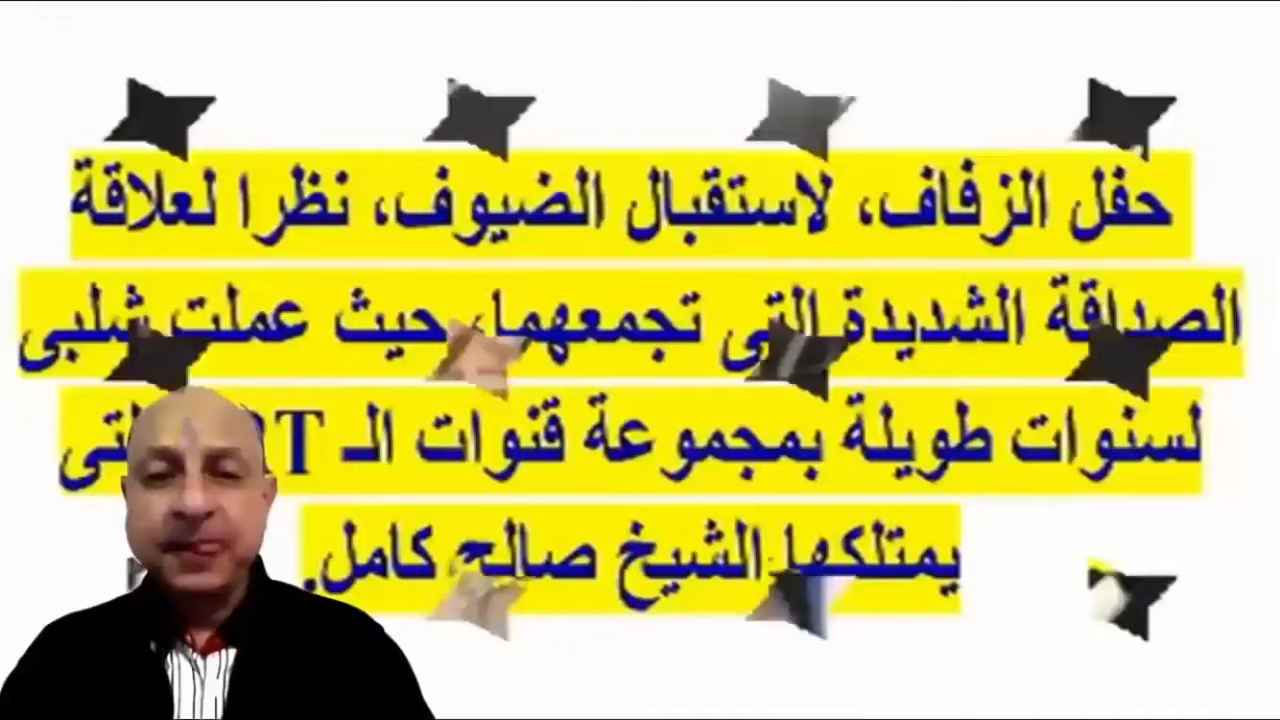 حفل الزفاف، لاستقبال الضيوف، نظرا لعلاقة
الصداقة الشديدة التى تجمعهما، حيث عملت شلبى
لسنوات طويلة بمجموعة قنوات الـ
يمتلكها الشيخ صالح كامل.